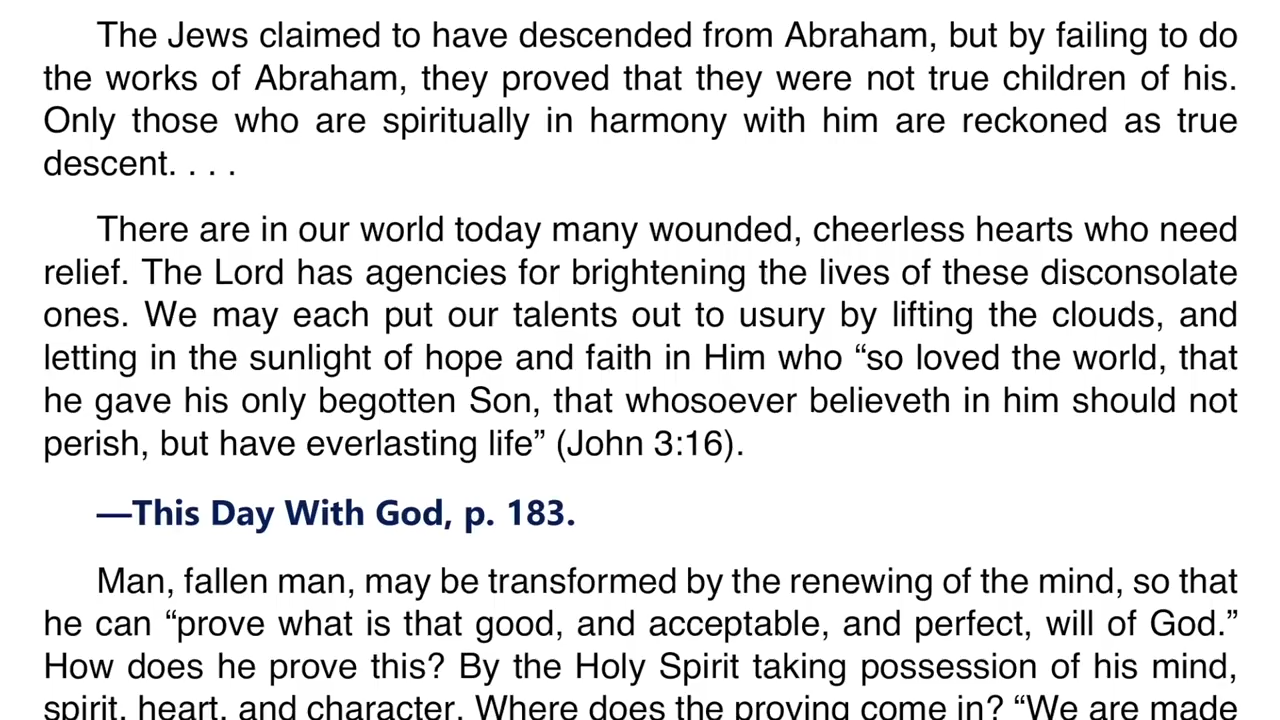 The Jews claimed to have descended from Abraham, but by failing to do
the works of Abraham, they proved that they were not true children of his.
Only those who are spiritually in harmony with him are reckoned as true
descent. . . .
There are in our world today many wounded, cheerless hearts who need
relief. The Lord has agencies for brightening the lives of these disconsolate
ones. We may each put our talents out to usury by lifting the clouds, and
letting in the sunlight of hope and faith in Him who “so loved the world, that
he gave his only begotten Son, that whosoever believeth in him should not
perish, but have everlasting life” (John 3:16).
—This Day With God, p. 183.
Man, fallen man, may be transformed by the renewing of the mind, so that
he can “prove what is that good, and acceptable, and perfect, will of God.”
How does he prove this? By the Holy Spirit taking possession of his mind,
spirit, heart, and character. Where does the proving come in? “We are made